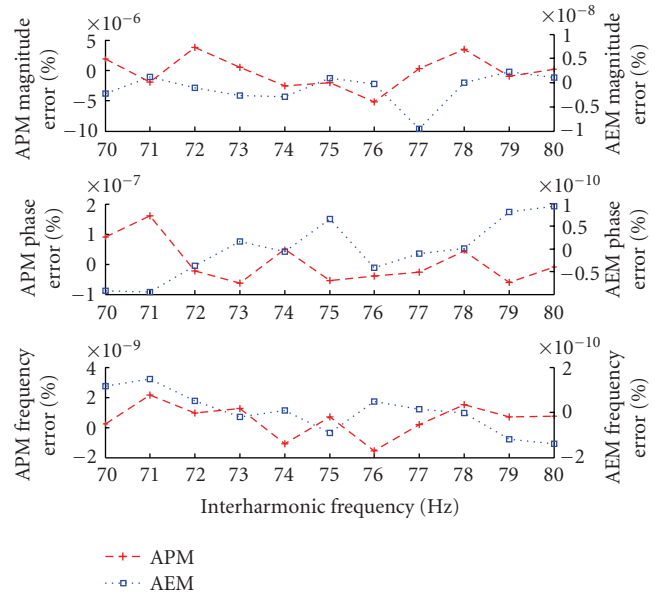 ×10−6
×10−8
APM magnitude error (%)
5
0
−5
−10
AEM magnitude error (%)
1
0.5
0
−0.5
−1
70 71 72 73 74 75 76 77 78 79 80
×10−7
×10−10
APM phase error (%)
2
1
0
−1
AEM phase error (%)
1
0.5
0
−0.5
70 71 72 73 74 75 76 77 78 79 80
×10−9
×10−10
APM frequency error (%)
4
2
0
−2
AEM frequency error (%)
2
0
−2
70 71 72 73 74 75 76 77 78 79 80
Interharmonic frequency (Hz)
APM
AEM